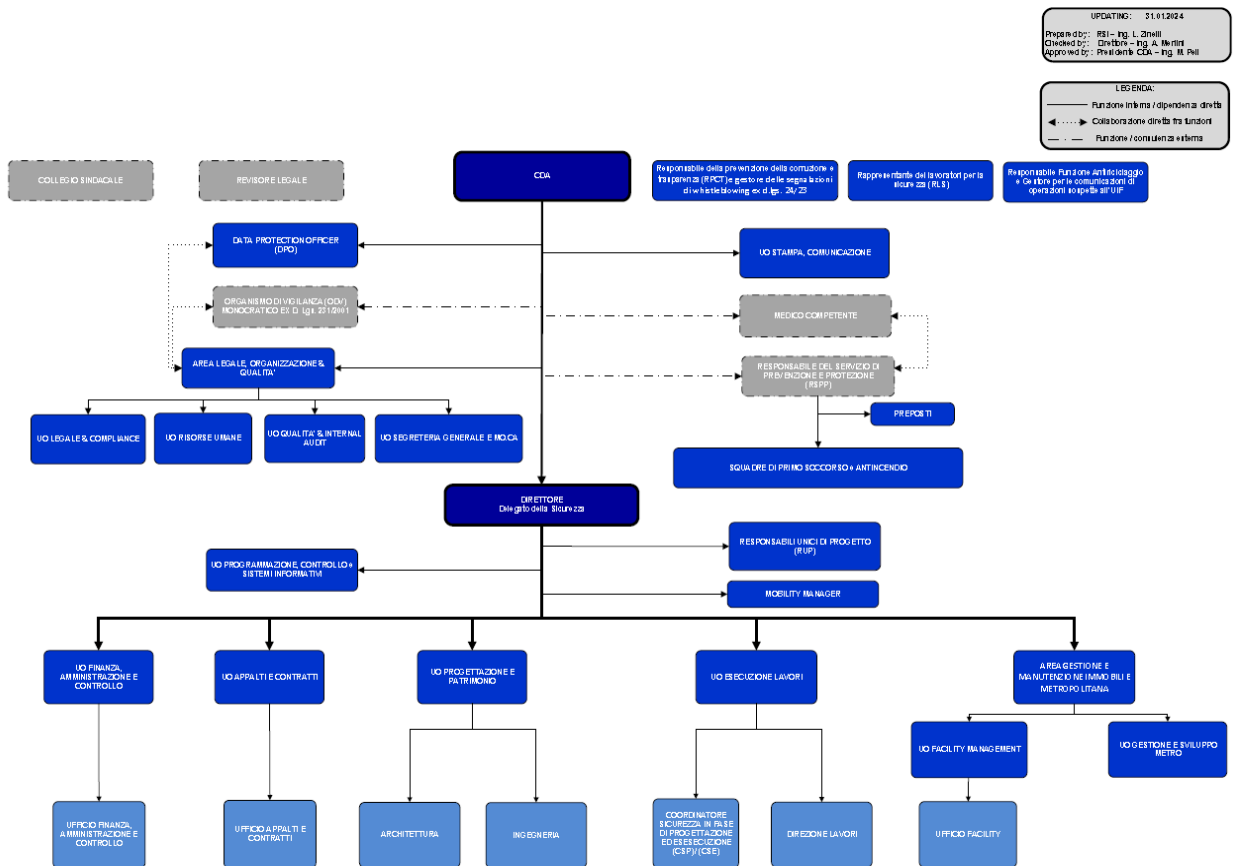 UPDATING: 31.01.2024
Prepared by: RSI – Ing. L. Zinelli
Checked by: Direttore – Ing. A. Merlini
Approved by: Presidente CDA – Ing. M. Peli
LEGENDA:
Funzione interna / dipendenza diretta
Collaborazione diretta fra funzioni
Funzione / consulenza esterna
COLLEGIO SINDACALE
REVISORE LEGALE
CDA
Responsabile della prevenzione della corruzione e
trasparenza (RPCT) e gestore delle segnalazioni
di whistleblowing ex d.lgs. 24/23
Rappresentante dei lavoratori per la
sicurezza (RLS)
Responsabile Funzione Antiriciclaggio
e Gestore per le comunicazioni di
operazioni sospette all'UIF
DATA PROTECTION OFFICER
(DPO)
UO STAMPA, COMUNICAZIONE
ORGANISMO DI VIGILANZA (ODV)
MONOCRATICO EX D. Lgs. 231/2001
MEDICO COMPETENTE
AREA LEGALE, ORGANIZZAZIONE &
QUALITA'
RESPONSABILE DEL SERVIZIO DI
PREVENZIONE E PROTEZIONE
(RSPP)
PREPOSTI
UO LEGALE & COMPLIANCE
UO RISORSE UMANE
UO QUALITA' & INTERNAL
AUDIT
UO SEGRETERIA GENERALE E MO.CA
SQUADRE DI PRIMO SOCCORSO e ANTINCENDIO
DIRETTORE
Delegato della Sicurezza
RESPONSABILI UNICI DI PROGETTO
(RUP)
UO PROGRAMMAZIONE, CONTROLLO e
SISTEMI INFORMATIVI
MOBILITY MANAGER
UO FINANZA,
AMMINISTRAZIONE E
CONTROLLO
UO APPALTI E CONTRATTI
UO PROGETTAZIONE E
PATRIMONIO
UO ESECUZIONE LAVORI
AREA GESTIONE E
MANUTENZIONE IMMOBILI E
METROPOLITANA
UO FACILITY MANAGEMENT
UO GESTIONE E SVILUPPO
METRO
UFFICIO FINANZA,
AMMINISTRAZIONE E
CONTROLLO
UFFICIO APPALTI E
CONTRATTI
ARCHITETTURA
INGEGNERIA
COORDINATORE
SICUREZZA IN FASE
DI PROGETTAZIONE
ED ESESECUZIONE
(CSP)/(CSE)
DIREZIONE LAVORI
UFFICIO FACILITY